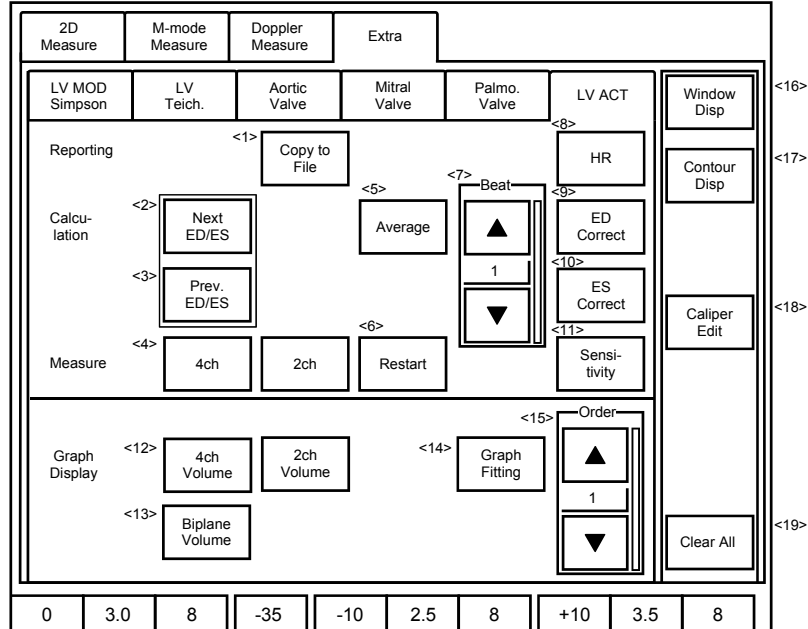 2D
Measure
M-mode
Measure
Doppler
Measure
Extra
LV MOD
Simpson
LV
Teich.
Aortic
Valve
Mitral
Valve
Palmo.
Valve
LV ACT
Window
Disp
<16>
Reporting
<1>
Copy to
File
<8>
HR
Contour
Disp
<17>
Calcu-
lation
<2>
Next
ED/ES
<5>
Average
<7>
Beat
▲
1
▼
<9>
ED
Correct
<3>
Prev.
ED/ES
<10>
ES
Correct
Caliper
Edit
<18>
Measure
<4>
4ch
2ch
<6>
Restart
<11>
Sensi-
tivity
Graph
Display
<12>
4ch
Volume
2ch
Volume
<14>
Graph
Fitting
<15>
Order
▲
1
▼
<13>
Biplane
Volume
Clear All
<19>
0 3.0 8 -35 -10 2.5 8 +10 3.5 8